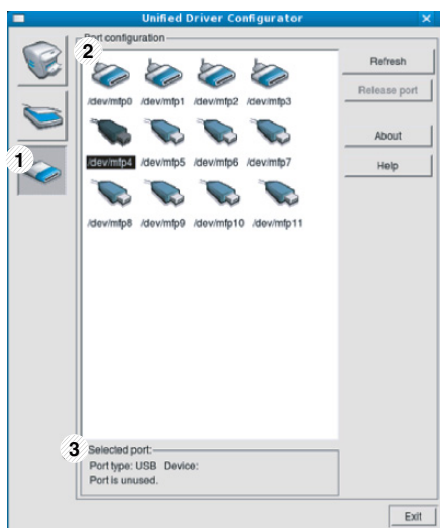 Unified Driver Configurator
2
Port configuration
Refresh
/dev/mfp0 /dev/mfp1 /dev/mfp2 /dev/mfp3
Release port
About
1
/dev/mfp4 /dev/mfp5 /dev/mfp6 /dev/mfp7
Help
/dev/mfp8 /dev/mfp9 /dev/mfp10 /dev/mfp11
3
Selected port:
Port type: USB Device:
Port is unused.
Exit